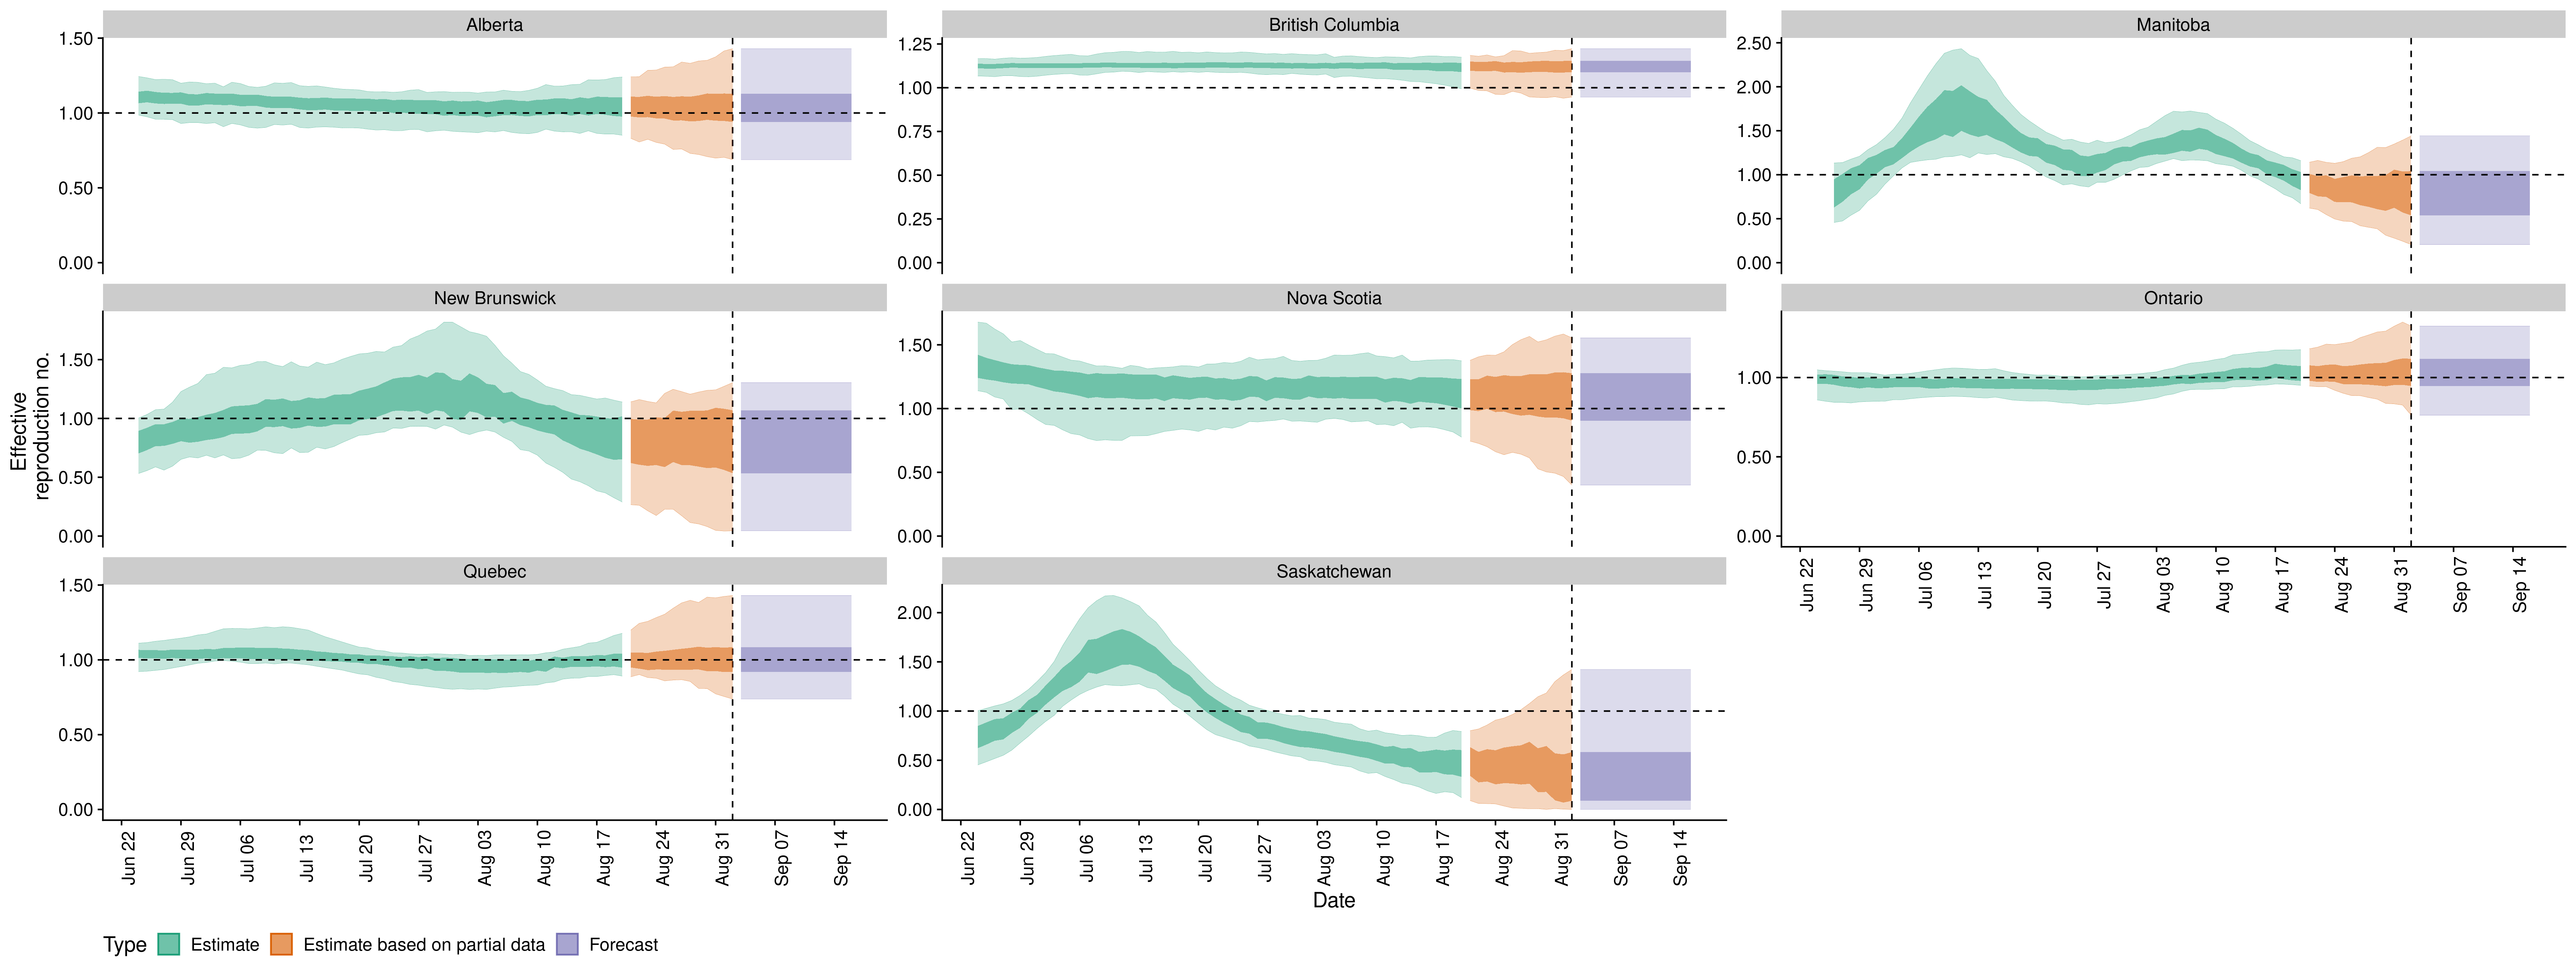 Alberta
British Columbia
Manitoba
1.50
1.00
0.50
0.00
1.25
1.00
0.75
0.50
0.25
0.00
2.50
2.00
1.50
1.00
0.50
0.00
New Brunswick
Nova Scotia
Ontario
Effective
reproduction no.
1.50
1.00
0.50
0.00
1.50
1.00
0.50
0.00
1.00
0.50
0.00
Jun 22
Jun 29
Jul 06
Jul 13
Jul 20
Jul 27
Aug 03
Aug 10
Aug 17
Aug 24
Aug 31
Sep 07
Sep 14
Quebec
Saskatchewan
1.50
1.00
0.50
0.00
2.00
1.50
1.00
0.50
0.00
Jun 22
Jun 29
Jul 06
Jul 13
Jul 20
Jul 27
Aug 03
Aug 10
Aug 17
Aug 24
Aug 31
Sep 07
Sep 14
Jun 22
Jun 29
Jul 06
Jul 13
Jul 20
Jul 27
Aug 03
Aug 10
Aug 17
Aug 24
Aug 31
Sep 07
Sep 14
Date
Type Estimate Estimate based on partial data Forecast